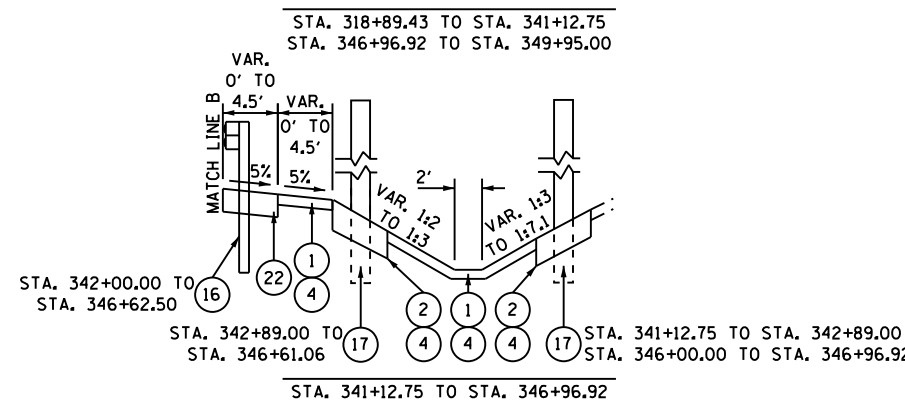 STA. 318+89.43 TO STA. 341+12.75
STA. 346+96.92 TO STA. 349+95.00
VAR.
0' TO
4.5'
VAR.
0' TO
4.5'
MATCH LINE B
5%
5%
2'
VAR. 1:2
TO 1:3
VAR. 1:3
TO 1:7.1
STA. 342+00.00 TO
STA. 346+62.50
16
22
1
4
STA. 342+89.00 TO
STA. 346+61.06
17
2
4
1
4
2
4
17
STA. 341+12.75 TO STA. 342+89.00
STA. 346+00.00 TO STA. 346+96.92
STA. 341+12.75 TO STA. 346+96.92